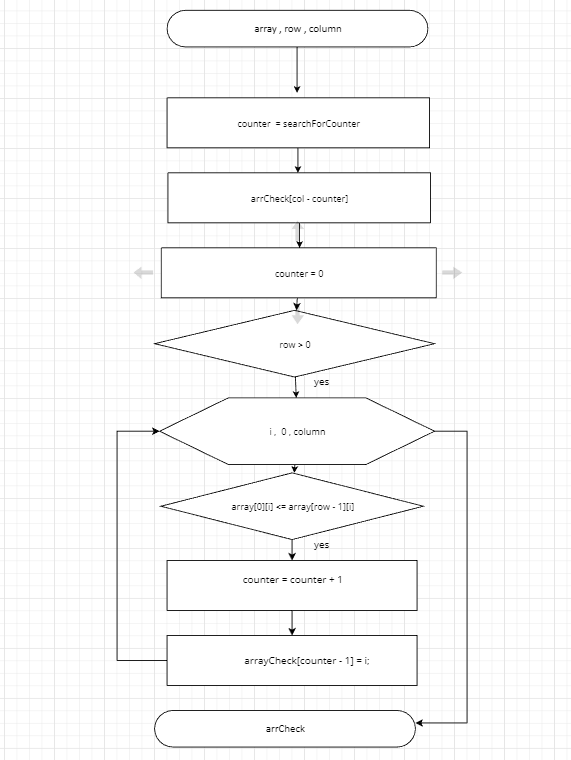 array , row , column
counter = searchForCounter
arrCheck[col - counter]
counter = 0
row > 0
yes
i , 0 , column
array[0][i] <= array[row - 1][i]
yes
counter = counter + 1
arrayCheck[counter - 1] = i;
arrCheck